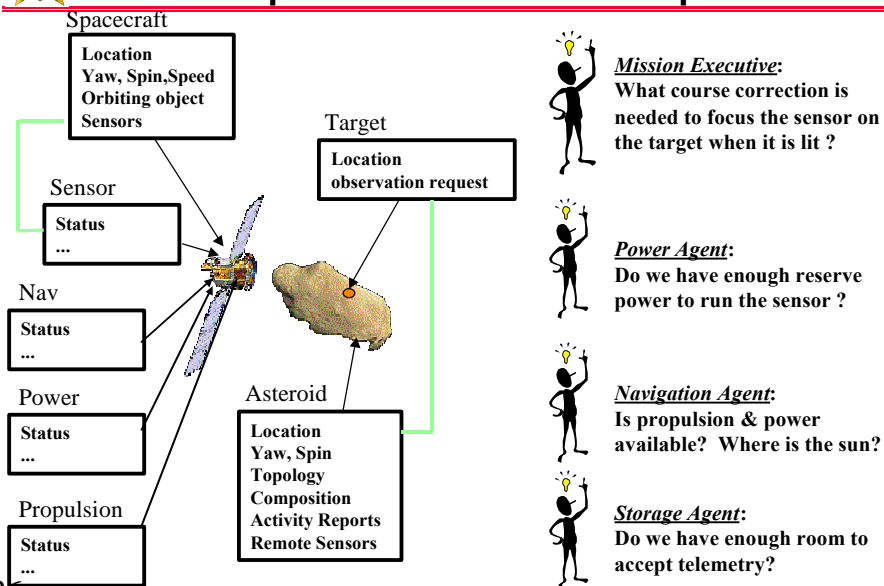 Spacecraft
Location
Yaw, Spin,Speed
Orbiting object
Sensors
Sensor
Status
...
Nav
Status
...
Power
Status
...
Propulsion
Status
...
Target
Location
observation request
Asteroid
Location
Yaw, Spin
Topology
Composition
Activity Reports
Remote Sensors
Mission Executive:
What course correction is
needed to focus the sensor on
the target when it is lit ?
Power Agent:
Do we have enough reserve
power to run the sensor ?
Navigation Agent:
Is propulsion & power
available? Where is the sun?
Storage Agent:
Do we have enough room to
accept telemetry?